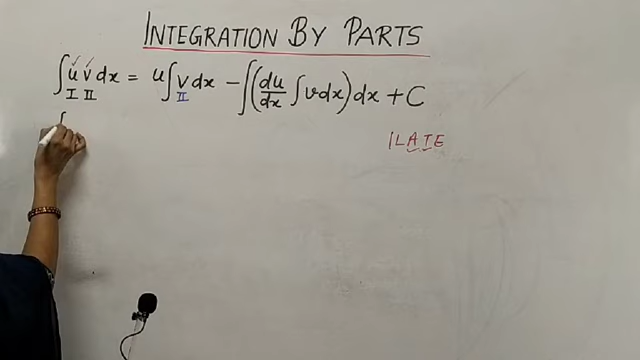 INTEGRATION BY PARTS
∫ u v dx = u ∫ v dx − ∫ (du/dx ∫ v dx) dx + C
I II II
ILATE
∫